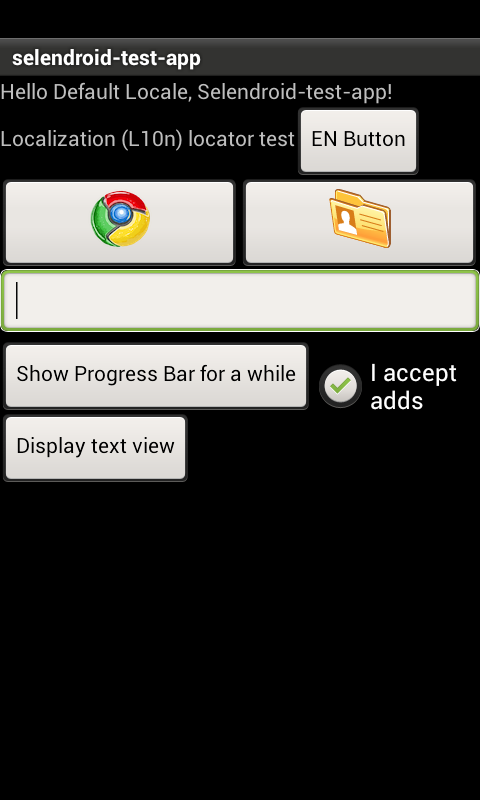 selendroid-test-app
Hello Default Locale, Selendroid-test-app!
Localization (L10n) locator test EN Button
Show Progress Bar for a while
I accept
adds
Display text view